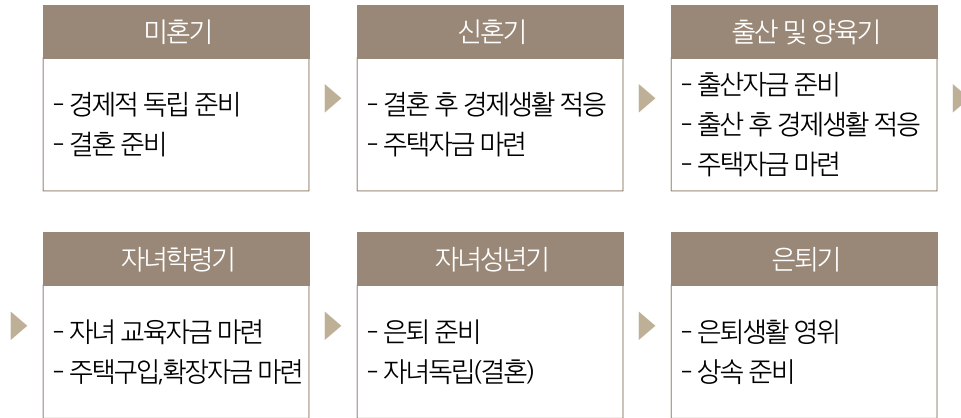 미혼기
- 경제적 독립 준비
- 결혼 준비
신혼기
- 결혼 후 경제생활 적응
- 주택자금 마련
출산 및 양육기
- 출산자금 준비
- 출산 후 경제생활 적응
- 주택자금 마련
자녀학령기
- 자녀 교육자금 마련
- 주택구입,확장자금 마련
자녀성년기
- 은퇴 준비
- 자녀독립(결혼)
은퇴기
- 은퇴생활 영위
- 상속 준비